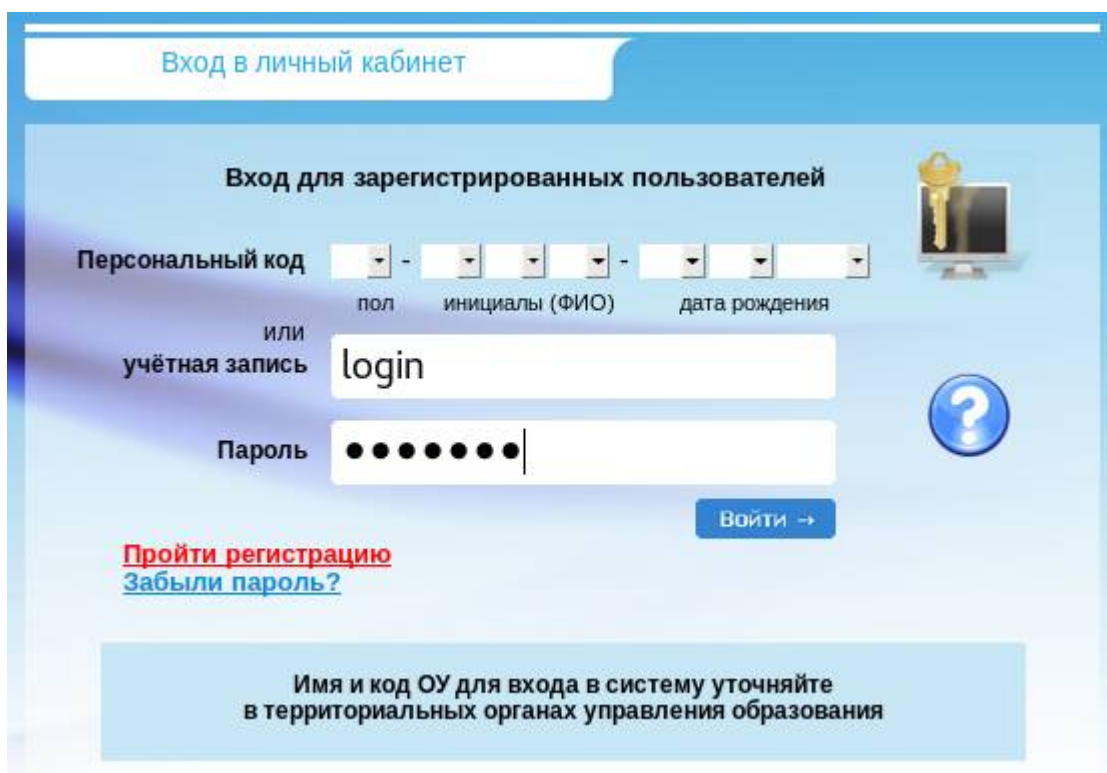 Вход в личный кабинет
Вход для зарегистрированных пользователей
Персональный код - -
пол инициалы (ФИО) дата рождения
или
учётная запись login
Пароль •••••••
Войти →
Пройти регистрацию
Забыли пароль?
Имя и код ОУ для входа в систему уточняйте
в территориальных органах управления образования